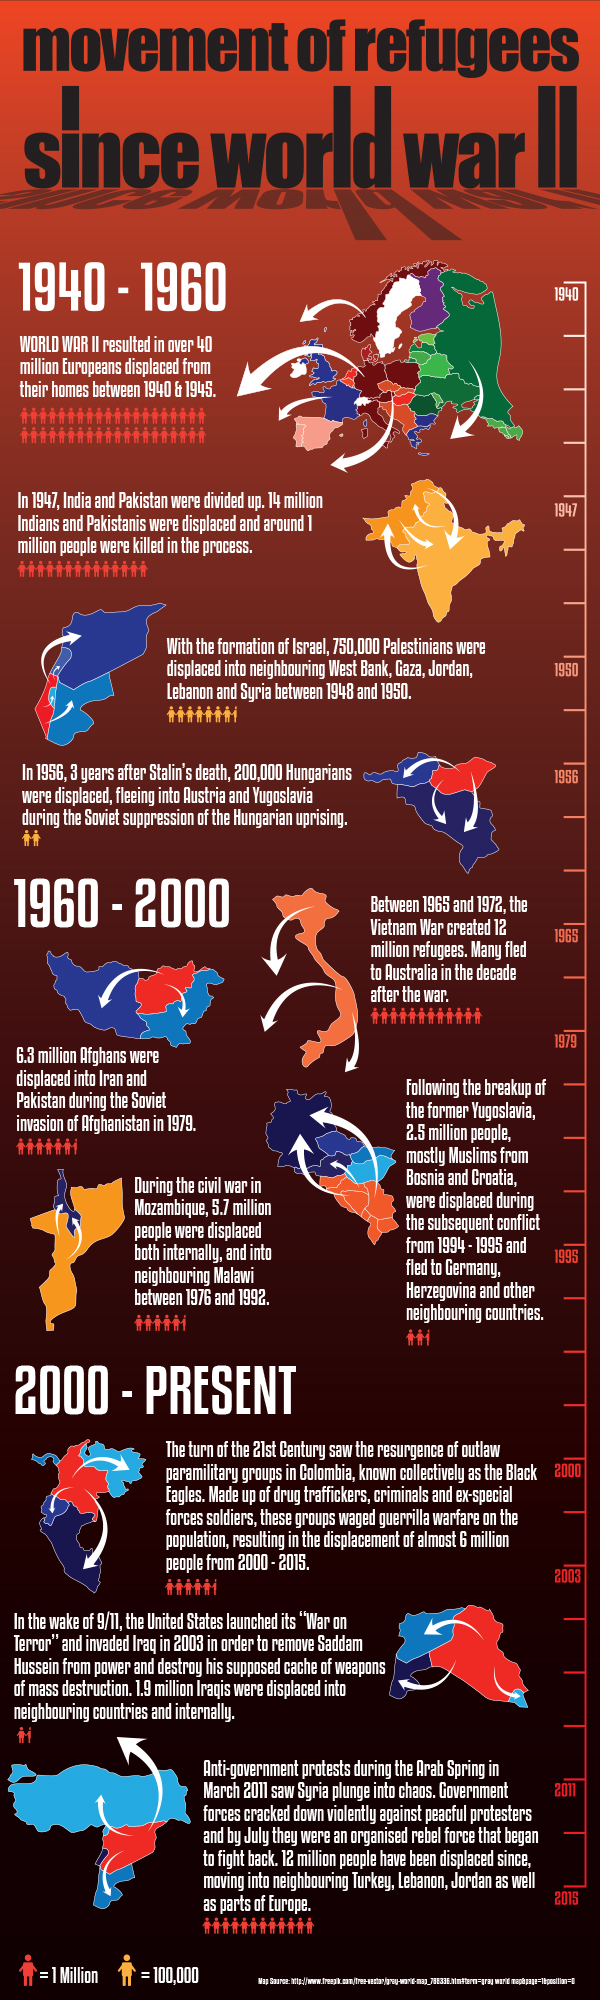 movement of refugees
since world war II
1940 - 1960
WORLD WAR II resulted in over 40
million Europeans displaced from
their homes between 1940 & 1945.
1940
In 1947, India and Pakistan were divided up. 14 million
Indians and Pakistanis were displaced and around 1
million people were killed in the process.
1947
With the formation of Israel, 750,000 Palestinians were
displaced into neighbouring West Bank, Gaza, Jordan,
Lebanon and Syria between 1948 and 1950.
1950
In 1956, 3 years after Stalin's death, 200,000 Hungarians
were displaced, fleeing into Austria and Yugoslavia
during the Soviet suppression of the Hungarian uprising.
1956
1960 - 2000
Between 1965 and 1972, the
Vietnam War created 12
million refugees. Many fled
to Australia in the decade
after the war.
1965
6.3 million Afghans were
displaced into Iran and
Pakistan during the Soviet
invasion of Afghanistan in 1979.
1979
Following the breakup of
the former Yugoslavia,
2.5 million people,
mostly Muslims from
Bosnia and Croatia,
were displaced during
the subsequent conflict
from 1994 - 1995 and
fled to Germany,
Herzegovina and other
neighbouring countries.
During the civil war in
Mozambique, 5.7 million
people were displaced
both internally, and into
neighbouring Malawi
between 1976 and 1992.
1995
2000 - PRESENT
The turn of the 21st Century saw the resurgence of outlaw
paramilitary groups in Colombia, known collectively as the Black
Eagles. Made up of drug traffickers, criminals and ex-special
forces soldiers, these groups waged guerrilla warfare on the
population, resulting in the displacement of almost 6 million
people from 2000 - 2015.
2000
2003
In the wake of 9/11, the United States launched its "War on
Terror" and invaded Iraq in 2003 in order to remove Saddam
Hussein from power and destroy his supposed cache of weapons
of mass destruction. 1.9 million Iraqis were displaced into
neighbouring countries and internally.
Anti-government protests during the Arab Spring in
March 2011 saw Syria plunge into chaos. Government
forces cracked down violently against peacful protesters
and by July they were an organised rebel force that began
to fight back. 12 million people have been displaced since,
moving into neighbouring Turkey, Lebanon, Jordan as well
as parts of Europe.
2011
2015
= 1 Million
= 100,000
Map Source: http://www.freepik.com/free-vector/gray-world-map_788336.htm#term=gray world map&page=1&position=0